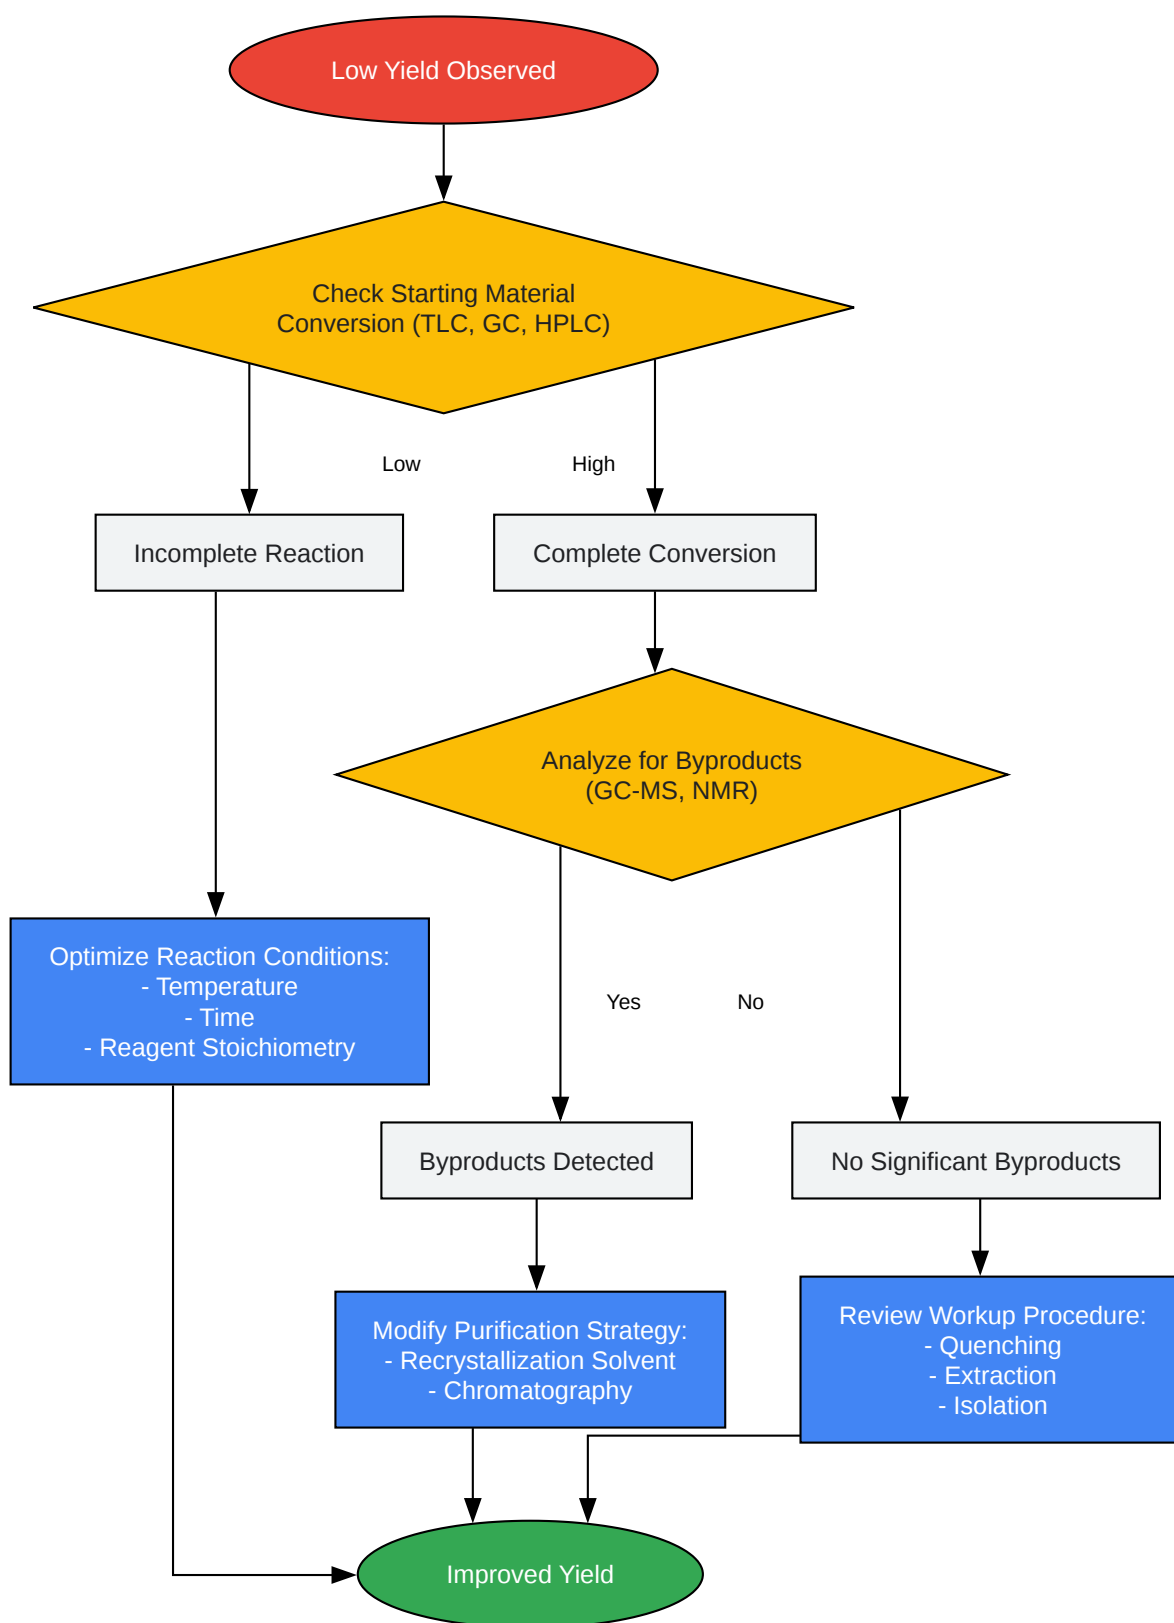 Low Yield Observed
Check Starting Material
Conversion (TLC, GC, HPLC)
Low
High
Incomplete Reaction
Complete Conversion
Analyze for Byproducts
(GC-MS, NMR)
Optimize Reaction Conditions:
- Temperature
- Time
- Reagent Stoichiometry
Yes
No
Byproducts Detected
No Significant Byproducts
Modify Purification Strategy:
- Recrystallization Solvent
- Chromatography
Review Workup Procedure:
- Quenching
- Extraction
- Isolation
Improved Yield